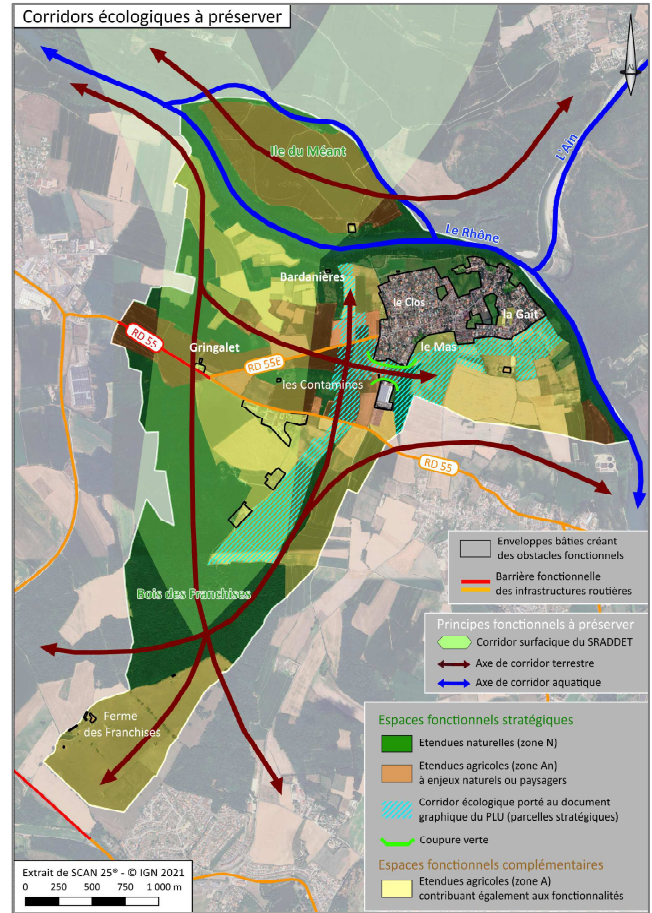 Corridors écologiques à préserver
N
Ile du Méant
L'Ain
Le Rhône
Bardanières
le Clos
la Gait
RD 55
Gringalet
RD 55E
le Mas
les Contamines
RD 55
Bois des Franchises
Ferme
des Franchises
Enveloppes bâties créant
des obstacles fonctionnels
Barrière fonctionnelle
des infrastructures routières
Principes fonctionnels à préserver
Corridor surfacique du SRADDET
Axe de corridor terrestre
Axe de corridor aquatique
Espaces fonctionnels stratégiques
Etendues naturelles (zone N)
Etendues agricoles (zone An)
à enjeux naturels ou paysagers
Corridor écologique porté au document
graphique du PLU (parcelles stratégiques)
Coupure verte
Espaces fonctionnels complémentaires
Etendues agricoles (zone A)
contribuant également aux fonctionnalités
Extrait de SCAN 25® - © IGN 2021
0 250 500 750 1 000 m